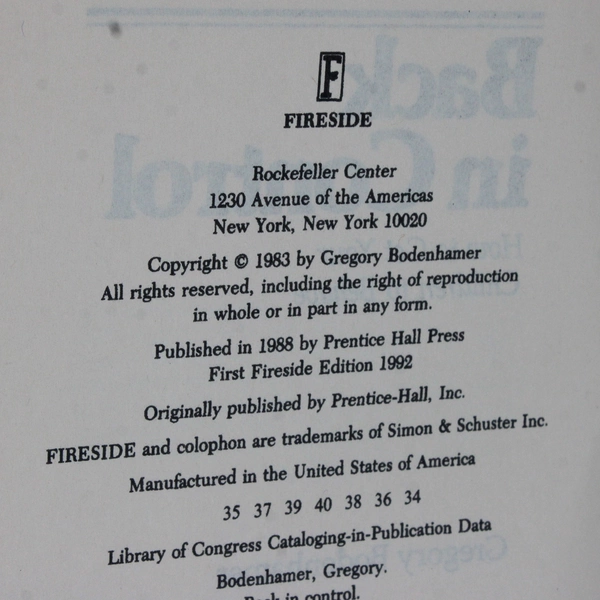 F
FIRESIDE
Rockefeller Center
1230 Avenue of the Americas
New York, New York 10020
Copyright © 1983 by Gregory Bodenhamer
All rights reserved, including the right of reproduction
in whole or in part in any form.
Published in 1988 by Prentice Hall Press
First Fireside Edition 1992
Originally published by Prentice-Hall, Inc.
FIRESIDE and colophon are trademarks of Simon & Schuster Inc.
Manufactured in the United States of America
35 37 39 40 38 36 34
Library of Congress Cataloging-in-Publication Data
Bodenhamer, Gregory.
Back in control.